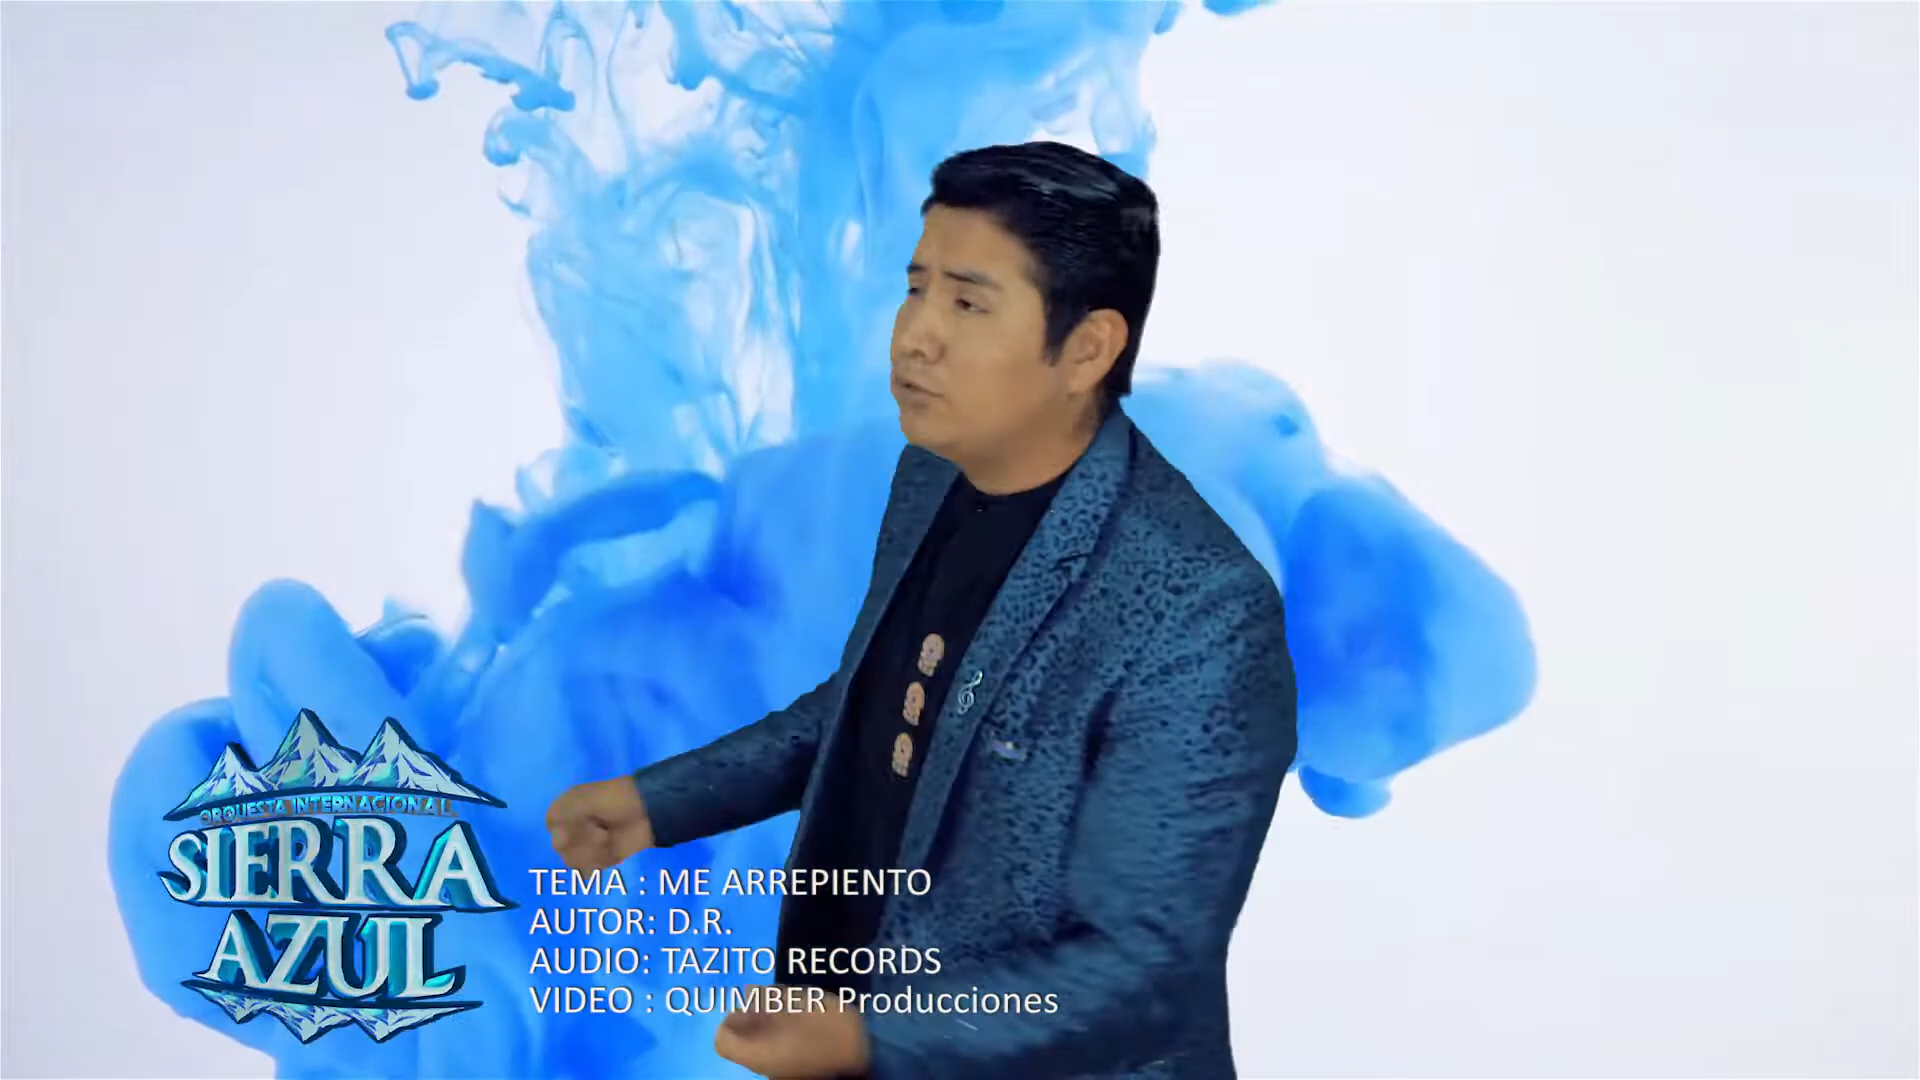 ORQUESTA INTERNACIONAL
SIERRA
AZUL
TEMA : ME ARREPIENTO
AUTOR: D.R.
AUDIO: TAZITO RECORDS
VIDEO : QUIMBER Producciones